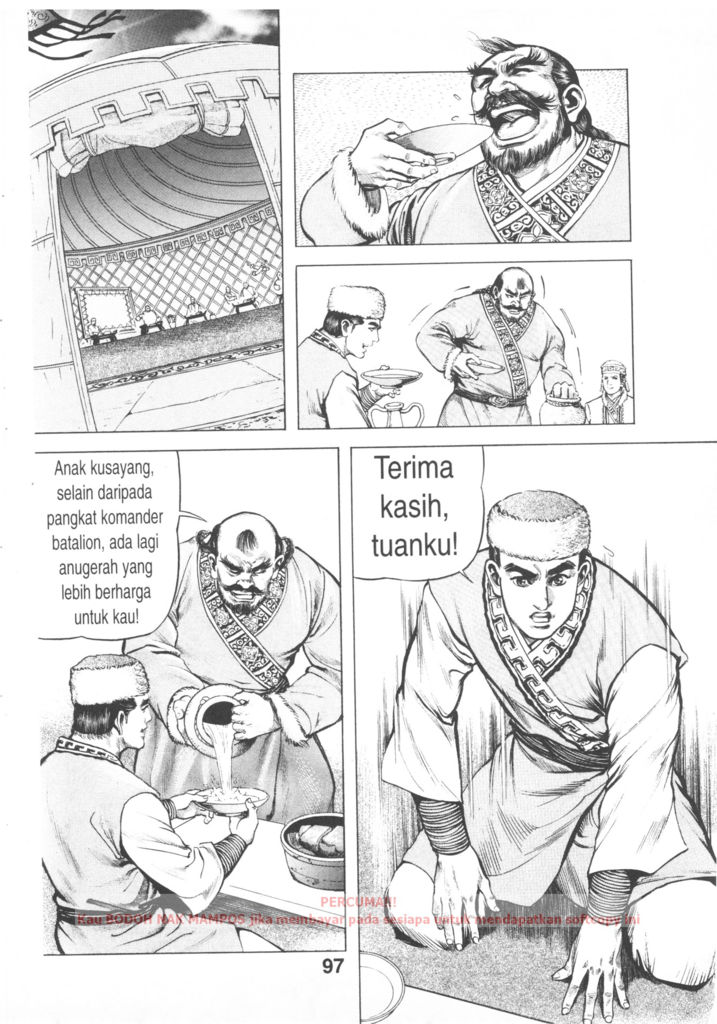 Anak kusayang,
selain daripada
pangkat komander
batalion, ada lagi
anugerah yang
lebih berharga
untuk kau!
Terima
kasih,
tuanku!
PERCUMA!!
Kau BODOH NAK MAMPOS jika membayar pada sesiapa untuk mendapatkan softcopy ini
97